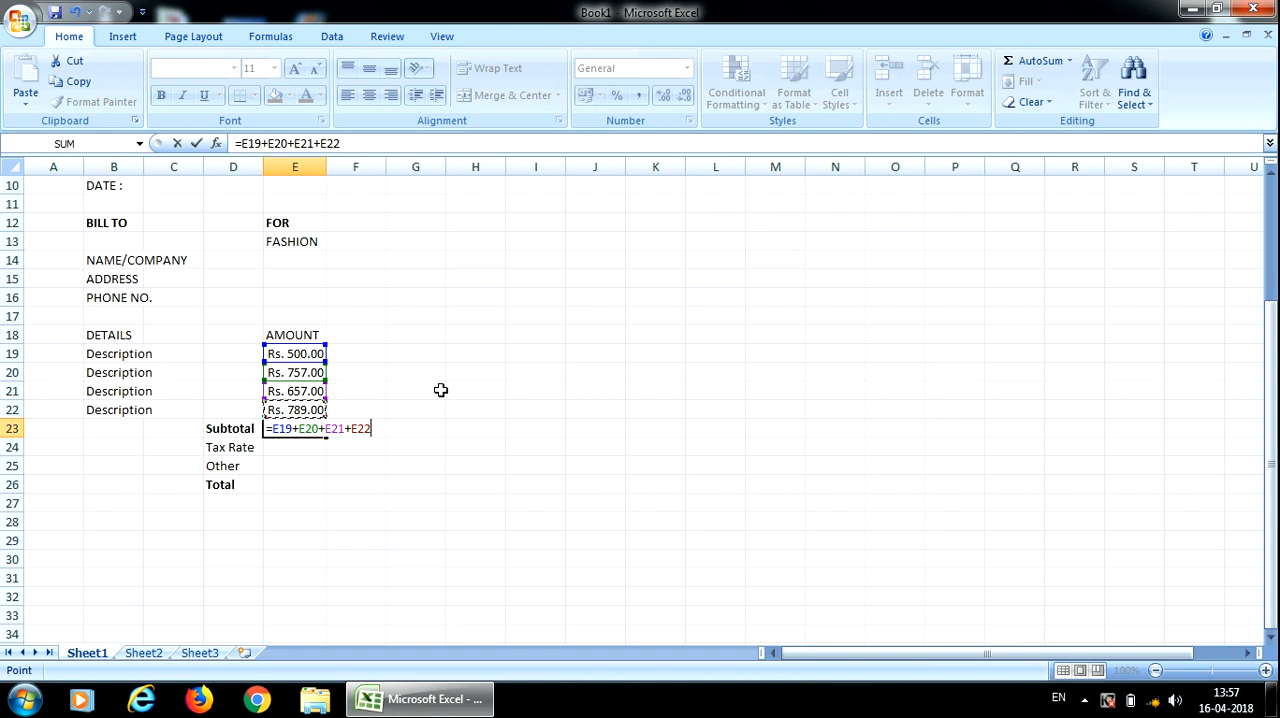 Book1 - Microsoft Excel
Home Insert Page Layout Formulas Data Review View
Paste Cut Copy Format Painter Clipboard
11 Font
Wrap Text Merge & Center Alignment
General % , Number
Conditional Formatting Format as Table Cell Styles Styles
Insert Delete Format Cells
Σ AutoSum Fill Clear Sort & Filter Find & Select Editing
SUM fx =E19+E20+E21+E22
A B C D E F G H I J K L M N O P Q R S T U
10 DATE :
11
12 BILL TO FOR
13 FASHION
14 NAME/COMPANY
15 ADDRESS
16 PHONE NO.
17
18 DETAILS AMOUNT
19 Description Rs. 500.00
20 Description Rs. 757.00
21 Description Rs. 657.00
22 Description Rs. 789.00
23 Subtotal =E19+E20+E21+E22
24 Tax Rate
25 Other
26 Total
27
28
29
30
31
32
33
34
Sheet1 Sheet2 Sheet3
Point 100%
Microsoft Excel - ... EN 13:57
16-04-2018